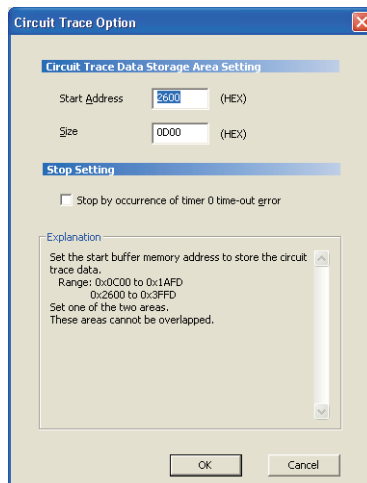 Circuit Trace Option
Circuit Trace Data Storage Area Setting
Start Address 2600 (HEX)
Size 0D00 (HEX)
Stop Setting
Stop by occurrence of timer 0 time-out error
Explanation
Set the start buffer memory address to store the circuit
trace data.
Range: 0x0C00 to 0x1AFD
0x2600 to 0x3FFD
Set one of the two areas.
These areas cannot be overlapped.
OK Cancel